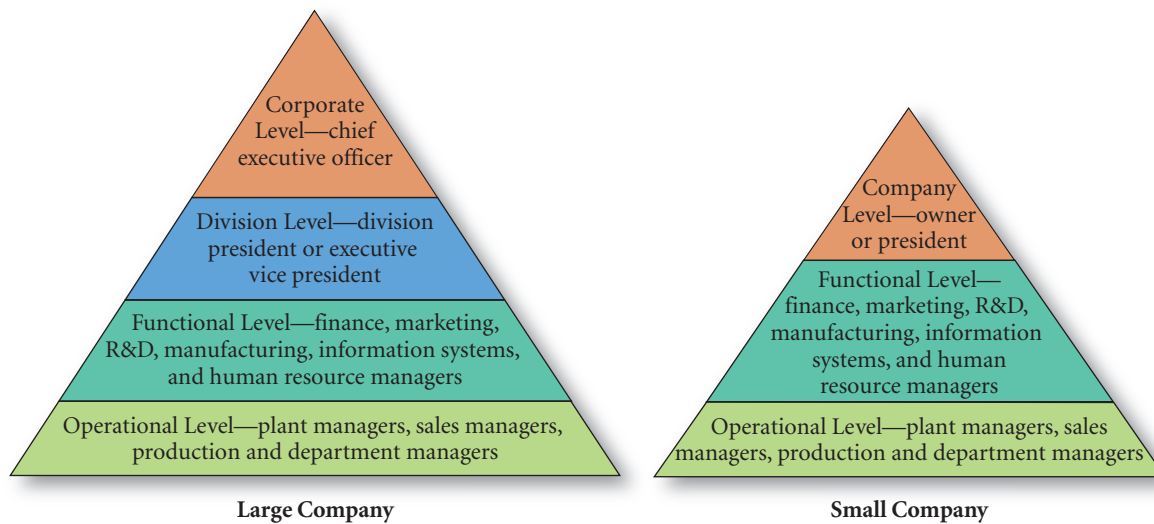 Corporate
Level—chief
executive officer
Division Level—division
president or executive
vice president
Functional Level—finance, marketing,
R&D, manufacturing, information systems,
and human resource managers
Operational Level—plant managers, sales managers,
production and department managers
Large Company
Company
Level—owner
or president
Functional Level—
finance, marketing, R&D,
manufacturing, information
systems, and human
resource managers
Operational Level—plant managers, sales
managers, production and department managers
Small Company